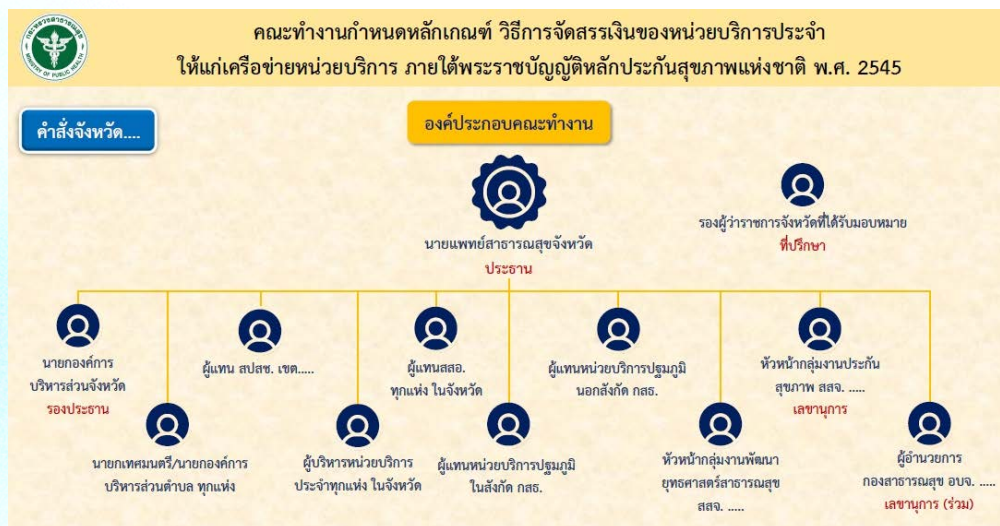 กระทรวงสาธารณสุข
MINISTRY OF PUBLIC HEALTH
คณะทำงานกำหนดหลักเกณฑ์ วิธีการจัดสรรเงินของหน่วยบริการประจำ
ให้แก่เครือข่ายหน่วยบริการ ภายใต้พระราชบัญญัติหลักประกันสุขภาพแห่งชาติ พ.ศ. 2545
คำสั่งจังหวัด....
องค์ประกอบคณะทำงาน
นายแพทย์สาธารณสุขจังหวัด
ประธาน
รองผู้ว่าราชการจังหวัดที่ได้รับมอบหมาย
ที่ปรึกษา
นายกองค์การ
บริหารส่วนจังหวัด
รองประธาน
ผู้แทน สปสช. เขต.....
ผู้แทนสสอ.
ทุกแห่ง ในจังหวัด
ผู้แทนหน่วยบริการปฐมภูมิ
นอกสังกัด กสธ.
หัวหน้ากลุ่มงานประกัน
สุขภาพ สสจ. .....
เลขานุการ
นายกเทศมนตรี/นายกองค์การ
บริหารส่วนตำบล ทุกแห่ง
ผู้บริหารหน่วยบริการ
ประจำทุกแห่ง ในจังหวัด
ผู้แทนหน่วยบริการปฐมภูมิ
ในสังกัด กสธ.
หัวหน้ากลุ่มงานพัฒนา
ยุทธศาสตร์สาธารณสุข
สสจ. .....
ผู้อำนวยการ
กองสาธารณสุข อบจ. .....
เลขานุการ (ร่วม)